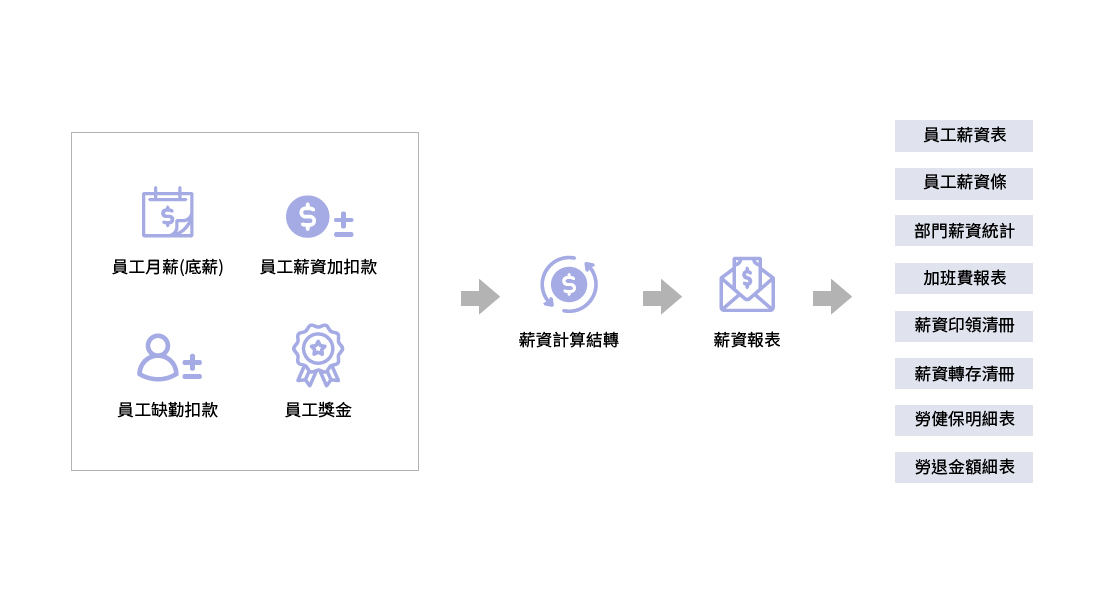 員工月薪(底薪)
員工薪資加扣款
員工缺勤扣款
員工獎金
薪資計算結轉
薪資報表
員工薪資表
員工薪資條
部門薪資統計
加班費報表
薪資印領清冊
薪資轉存清冊
勞健保明細表
勞退金額細表